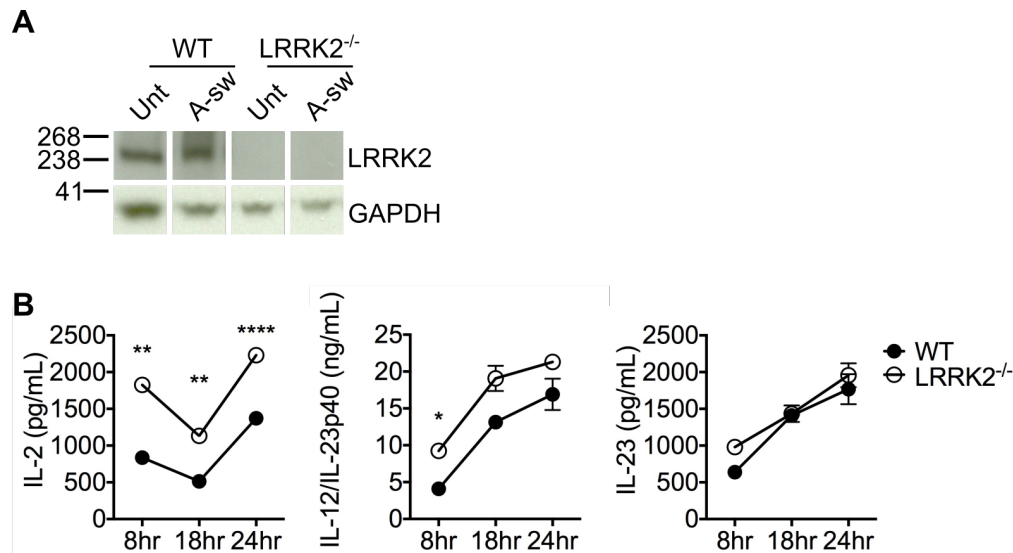 A
WT LRRK2-/-
Unt A-sw Unt A-sw
268
238
LRRK2
41
GAPDH
B
IL-2 (pg/mL)
2500
2000
1500
1000
500
0
** ** ****
8hr 18hr 24hr
IL-12/IL-23p40 (ng/mL)
25
20
15
10
5
0
*
8hr 18hr 24hr
IL-23 (pg/mL)
2500
2000
1500
1000
500
0
8hr 18hr 24hr
WT
LRRK2-/-